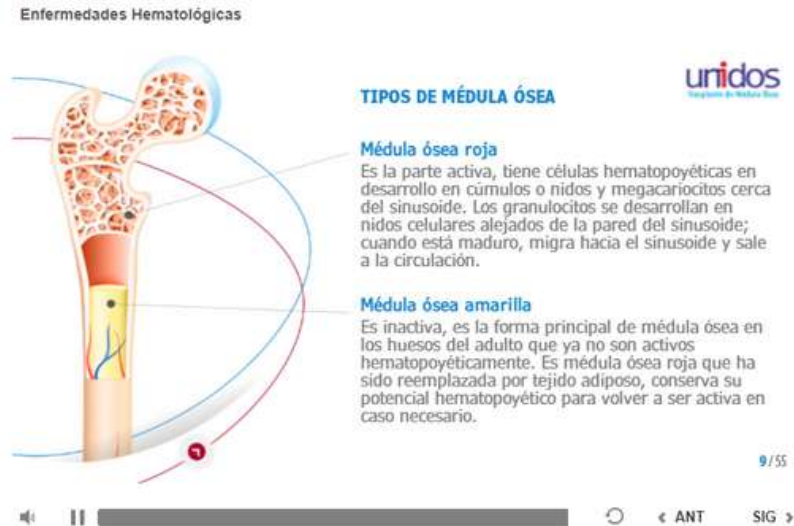 Enfermedades Hematológicas
unidos
Trasplante de Médula Ósea
TIPOS DE MÉDULA ÓSEA
Médula ósea roja
Es la parte activa, tiene células hematopoyéticas en
desarrollo en cúmulos o nidos y megacariocitos cerca
del sinusoide. Los granulocitos se desarrollan en
nidos celulares alejados de la pared del sinusoide;
cuando está maduro, migra hacia el sinusoide y sale
a la circulación.
Médula ósea amarilla
Es inactiva, es la forma principal de médula ósea en
los huesos del adulto que ya no son activos
hematopoyéticamente. Es médula ósea roja que ha
sido reemplazada por tejido adiposo, conserva su
potencial hematopoyético para volver a ser activa en
caso necesario.
9/55
ANT SIG